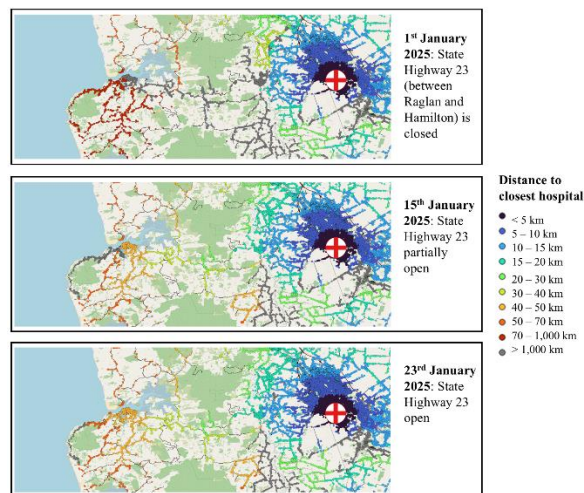 1st January
2025: State
Highway 23
(between
Raglan and
Hamilton) is
closed
15th January
2025: State
Highway 23
partially
open
23rd January
2025: State
Highway 23
open
Distance to
closest hospital
< 5 km
5 – 10 km
10 – 15 km
15 – 20 km
20 – 30 km
30 – 40 km
40 – 50 km
50 – 70 km
70 – 1,000 km
> 1,000 km